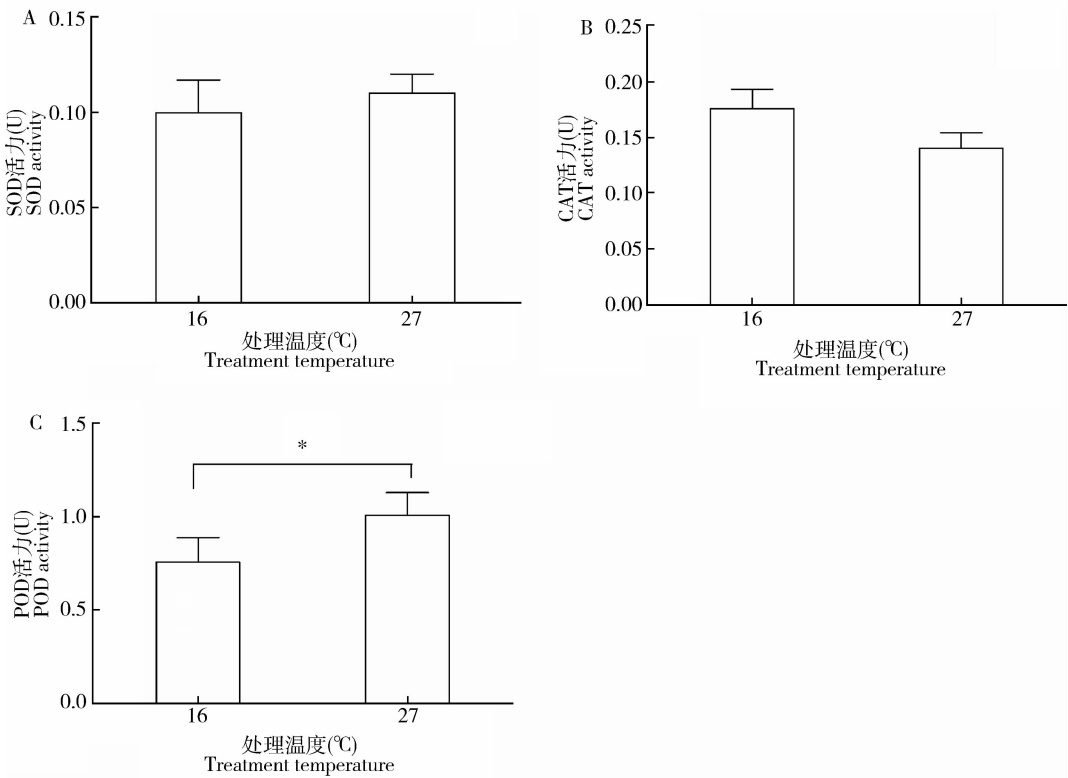 A
SOD活力(U)
SOD activity
0.15
0.10
0.05
0.00
16
27
处理温度(℃)
Treatment temperature
B
CAT活力(U)
CAT activity
0.25
0.20
0.15
0.10
0.05
0.00
16
27
处理温度(℃)
Treatment temperature
C
POD活力(U)
POD activity
1.5
1.0
0.5
0.0
*
16
27
处理温度(℃)
Treatment temperature